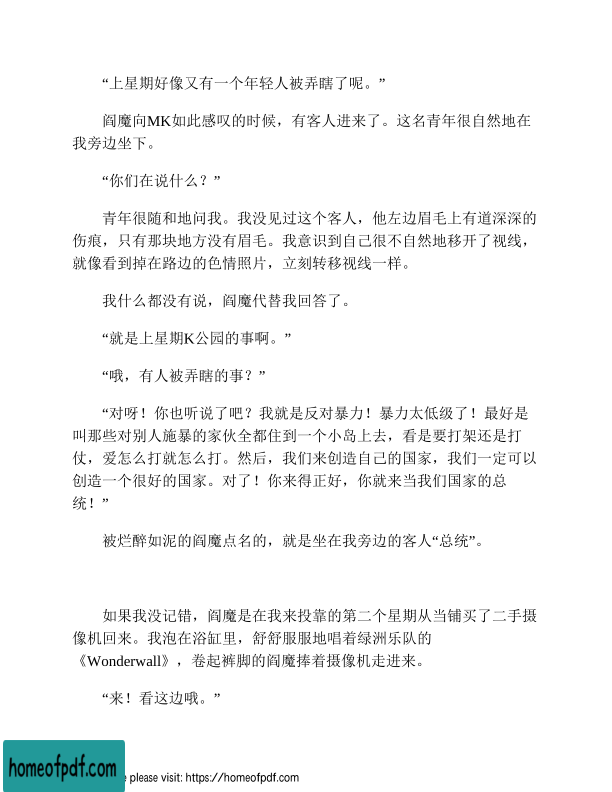 “上星期好像又有一个年轻人被弄瞎了呢。”
阎魔向MK如此感叹的时候，有客人进来了。这名青年很自然地在
我旁边坐下。
“你们在说什么？”
青年很随和地问我。我没见过这个客人，他左边眉毛上有道深深的
伤痕，只有那块地方没有眉毛。我意识到自己很不自然地移开了视线，
就像看到掉在路边的色情照片，立刻转移视线一样。
我什么都没有说，阎魔代替我回答了。
“就是上星期K公园的事啊。”
“哦，有人被弄瞎的事？”
“对呀！你也听说了吧？我就是反对暴力！暴力太低级了！最好是
叫那些对别人施暴的家伙全都住到一个小岛上去，看是要打架还是打
仗，爱怎么打就怎么打。然后，我们来创造自己的国家，我们一定可以
创造一个很好的国家。对了！你来得正好，你就来当我们国家的总
统！”
被烂醉如泥的阎魔点名的，就是坐在我旁边的客人“总统”。
如果我没记错，阎魔是在我来投靠的第二个星期从当铺买了二手摄
像机回来。我泡在浴缸里，舒舒服服地唱着绿洲乐队的
《Wonderwall》，卷起裤脚的阎魔捧着摄像机走进来。
“来！看这边哦。”
homeofpdf.com
e please visit: https://homeofpdf.com